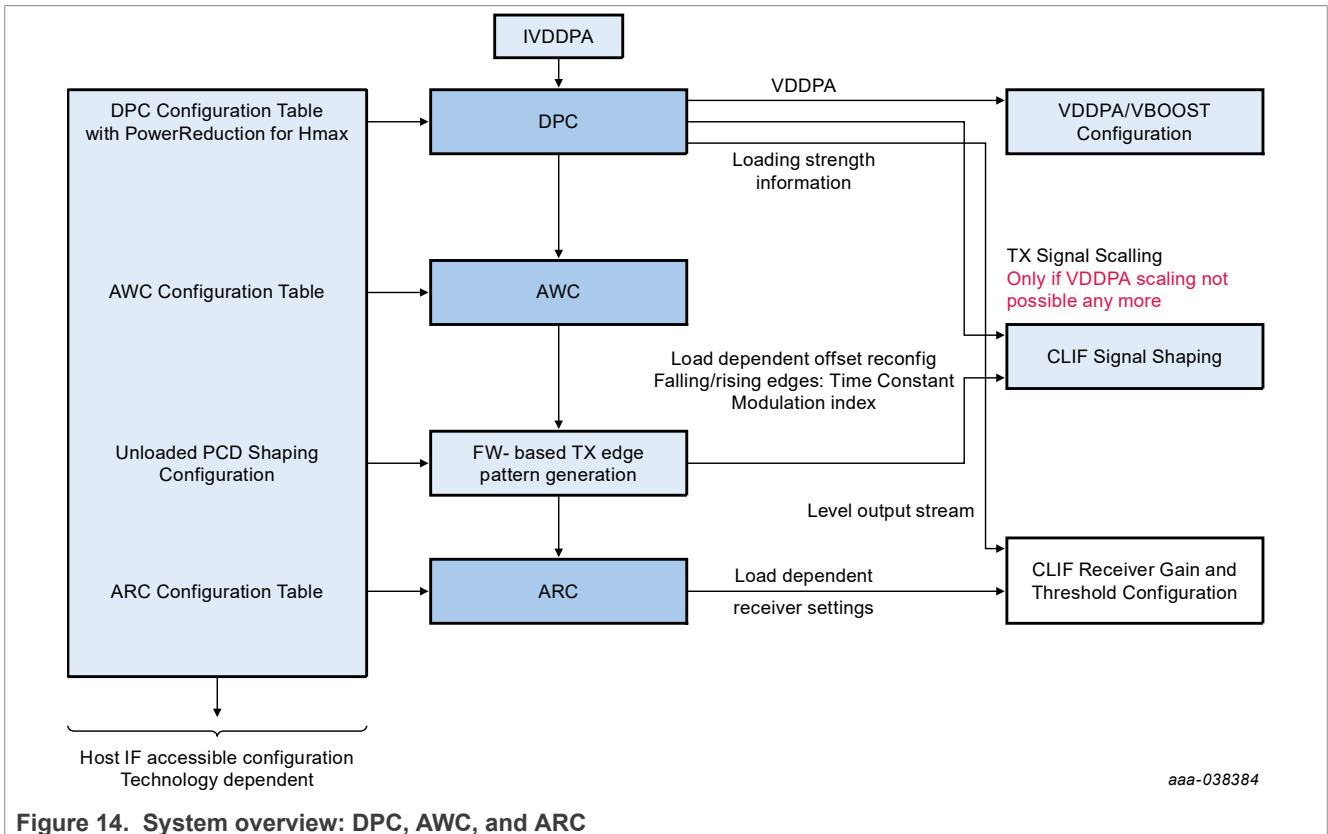 IVDDPA
DPC Configuration Table
with PowerReduction for Hmax
DPC
VDDPA
VDDPA/VBOOST
Configuration
Loading strength
information
TX Signal Scalling
Only if VDDPA scaling not
possible any more
AWC Configuration Table
AWC
CLIF Signal Shaping
Load dependent offset reconfig
Falling/rising edges: Time Constant
Modulation index
Unloaded PCD Shaping
Configuration
FW- based TX edge
pattern generation
Level output stream
ARC Configuration Table
ARC
Load dependent
receiver settings
CLIF Receiver Gain and
Threshold Configuration
Host IF accessible configuration
Technology dependent
aaa-038384
Figure 14. System overview: DPC, AWC, and ARC